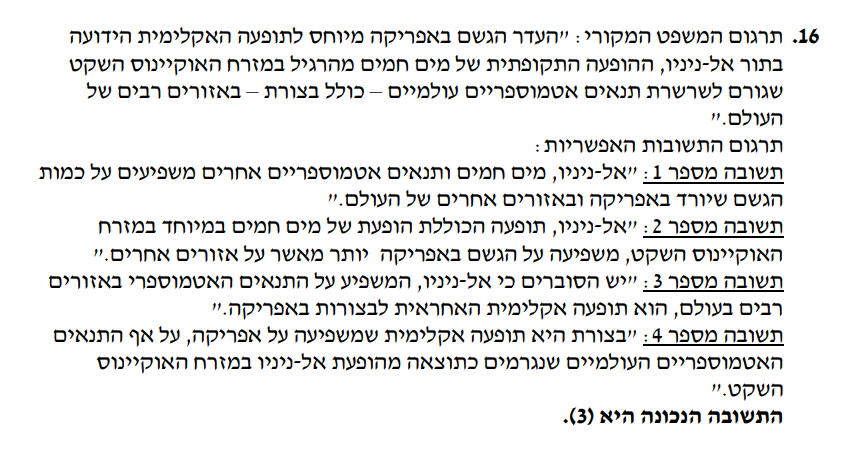 16. תרגום המשפט המקורי: "העדר הגשם באפריקה מיוחס לתופעה האקלימית הידועה
בתור אל-ניניו, ההופעה התקופתית של מים חמים מהרגיל במזרח האוקיינוס השקט
שגורם לשרשרת תנאים אטמוספריים עולמיים – כולל בצורת – באזורים רבים של
העולם."
תרגום התשובות האפשריות:
תשובה מספר 1: "אל-ניניו, מים חמים ותנאים אטמוספריים אחרים משפיעים על כמות
הגשם שיורד באפריקה ובאזורים אחרים של העולם."
תשובה מספר 2: "אל-ניניו, תופעה הכוללת הופעת של מים חמים במיוחד במזרח
האוקיינוס השקט, משפיעה על הגשם באפריקה יותר מאשר על אזורים אחרים."
תשובה מספר 3: "יש הסוברים כי אל-ניניו, המשפיע על התנאים האטמוספרי באזורים
רבים בעולם, הוא תופעה אקלימית האחראית לבצורות באפריקה."
תשובה מספר 4: "בצורת היא תופעה אקלימית שמשפיעה על אפריקה, על אף התנאים
האטמוספריים העולמיים שנגרמים כתוצאה מהופעת אל-ניניו במזרח האוקיינוס
השקט."
התשובה הנכונה היא (3).